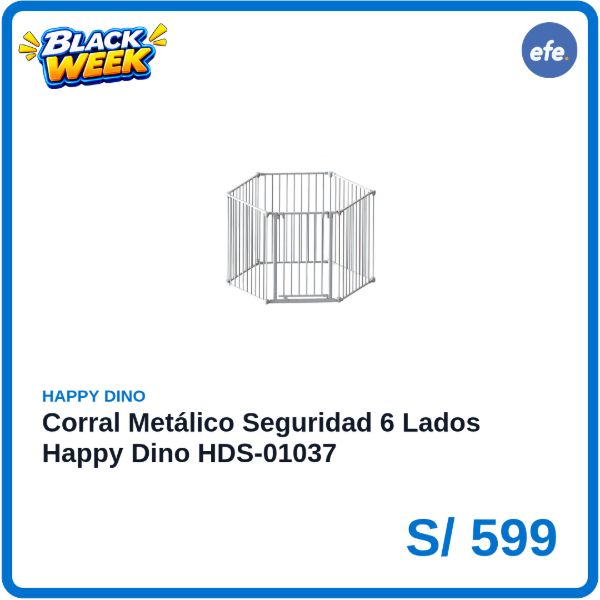 BLACK
WEEK
efe.
HAPPY DINO
Corral Metálico Seguridad 6 Lados
Happy Dino HDS-01037
S/ 599